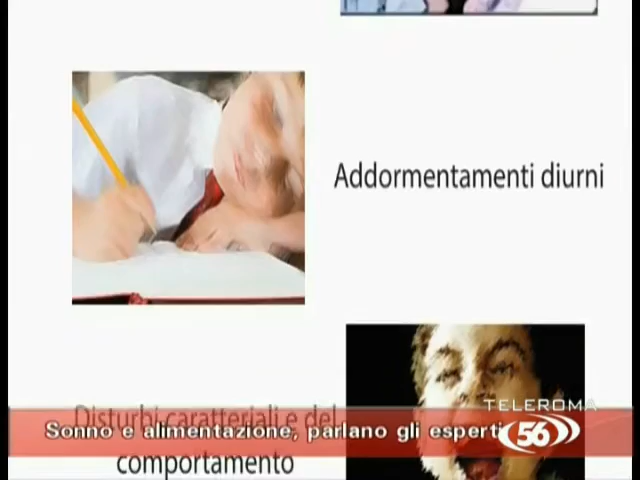 Addormentamenti diurni
Disturbi caratteriali e del
comportamento
Sonno e alimentazione, parlano gli esperti
TELEROMA
56